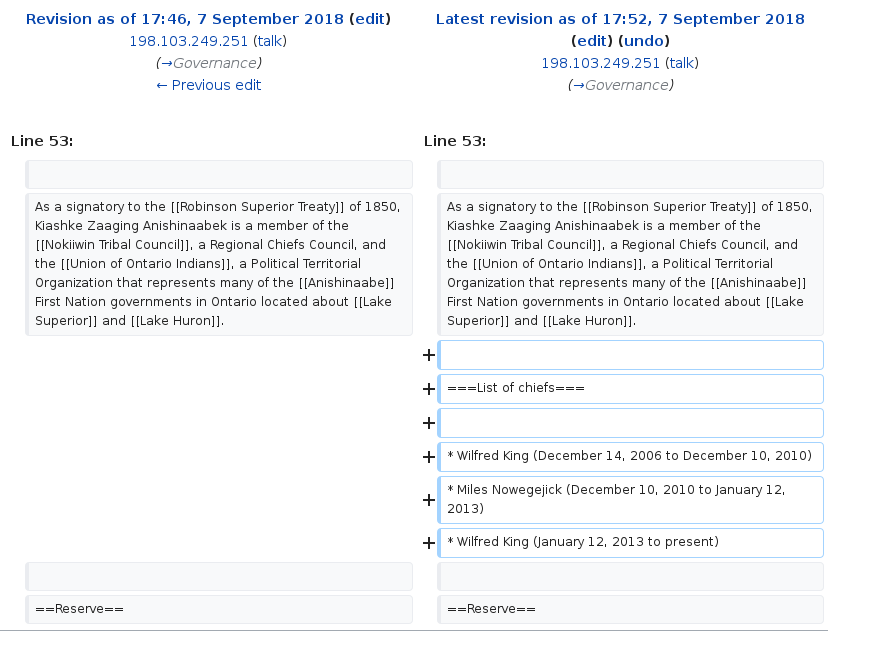 Revision as of 17:46, 7 September 2018 (edit)
198.103.249.251 (talk)
(→Governance)
← Previous edit
Latest revision as of 17:52, 7 September 2018
(edit) (undo)
198.103.249.251 (talk)
(→Governance)
Line 53:
Line 53:
As a signatory to the [[Robinson Superior Treaty]] of 1850,
Kiashke Zaaging Anishinaabek is a member of the
[[Nokiiwin Tribal Council]], a Regional Chiefs Council, and
the [[Union of Ontario Indians]], a Political Territorial
Organization that represents many of the [[Anishinaabe]]
First Nation governments in Ontario located about [[Lake
Superior]] and [[Lake Huron]].
As a signatory to the [[Robinson Superior Treaty]] of 1850,
Kiashke Zaaging Anishinaabek is a member of the
[[Nokiiwin Tribal Council]], a Regional Chiefs Council, and
the [[Union of Ontario Indians]], a Political Territorial
Organization that represents many of the [[Anishinaabe]]
First Nation governments in Ontario located about [[Lake
Superior]] and [[Lake Huron]].
+
+ ===List of chiefs===
+
+ * Wilfred King (December 14, 2006 to December 10, 2010)
+ * Miles Nowegejick (December 10, 2010 to January 12,
2013)
+ * Wilfred King (January 12, 2013 to present)
==Reserve==
==Reserve==